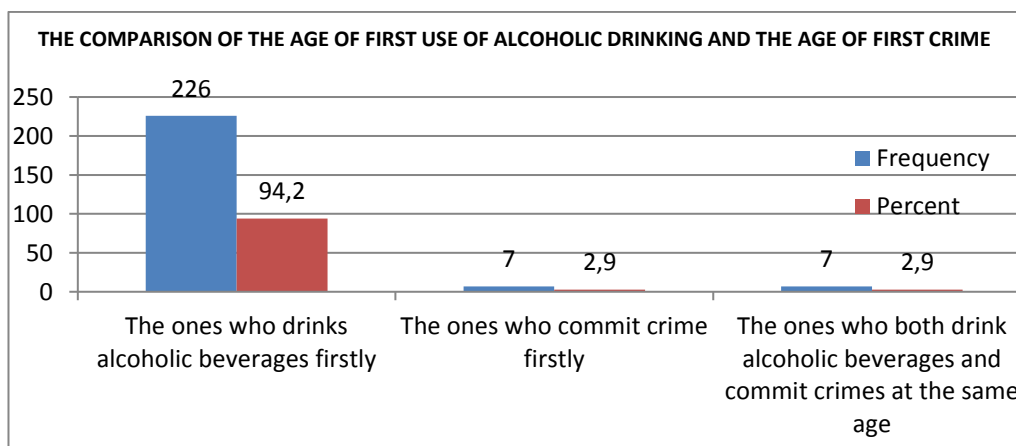 THE COMPARISON OF THE AGE OF FIRST USE OF ALCOHOLIC DRINKING AND THE AGE OF FIRST CRIME
250
200
150
100
50
0
226
94,2
7
2,9
7
2,9
Frequency
Percent
The ones who drinks
alcoholic beverages firstly
The ones who commit crime
firstly
The ones who both drink
alcoholic beverages and
commit crimes at the same
age